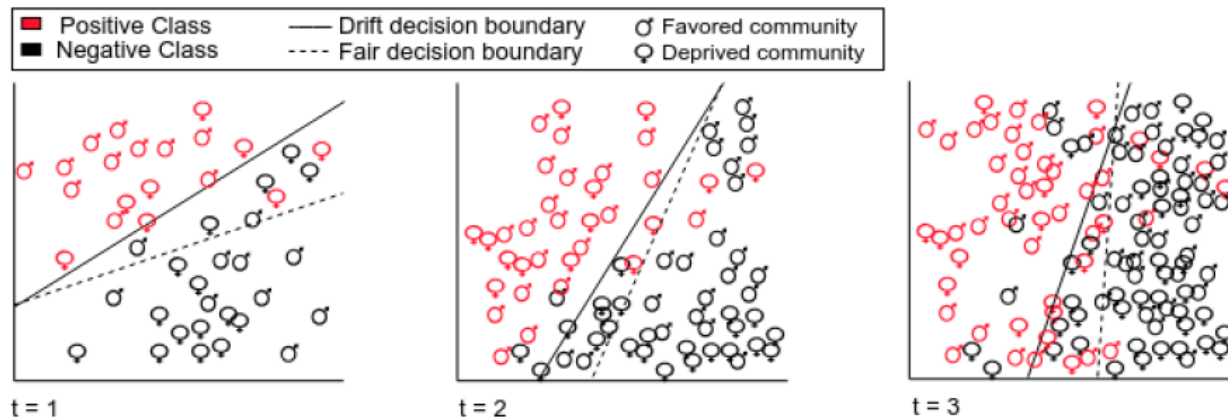 Positive Class
Drift decision boundary
Favored community
Negative Class
Fair decision boundary
Deprived community
t = 1
t = 2
t = 3